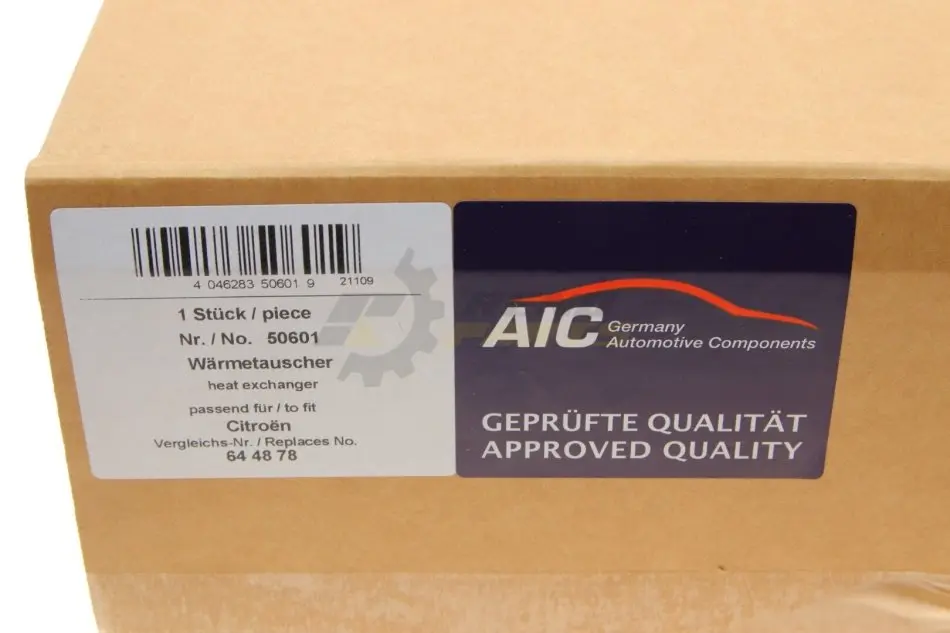 4 046283 50601 9 21109
1 Stück / piece
Nr. / No. 50601
Wärmetauscher
heat exchanger
passend für / to fit
Citroën
Vergleichs-Nr. / Replaces No.
64 48 78
AIC Germany
Automotive Components
GEPRÜFTE QUALITÄT
APPROVED QUALITY